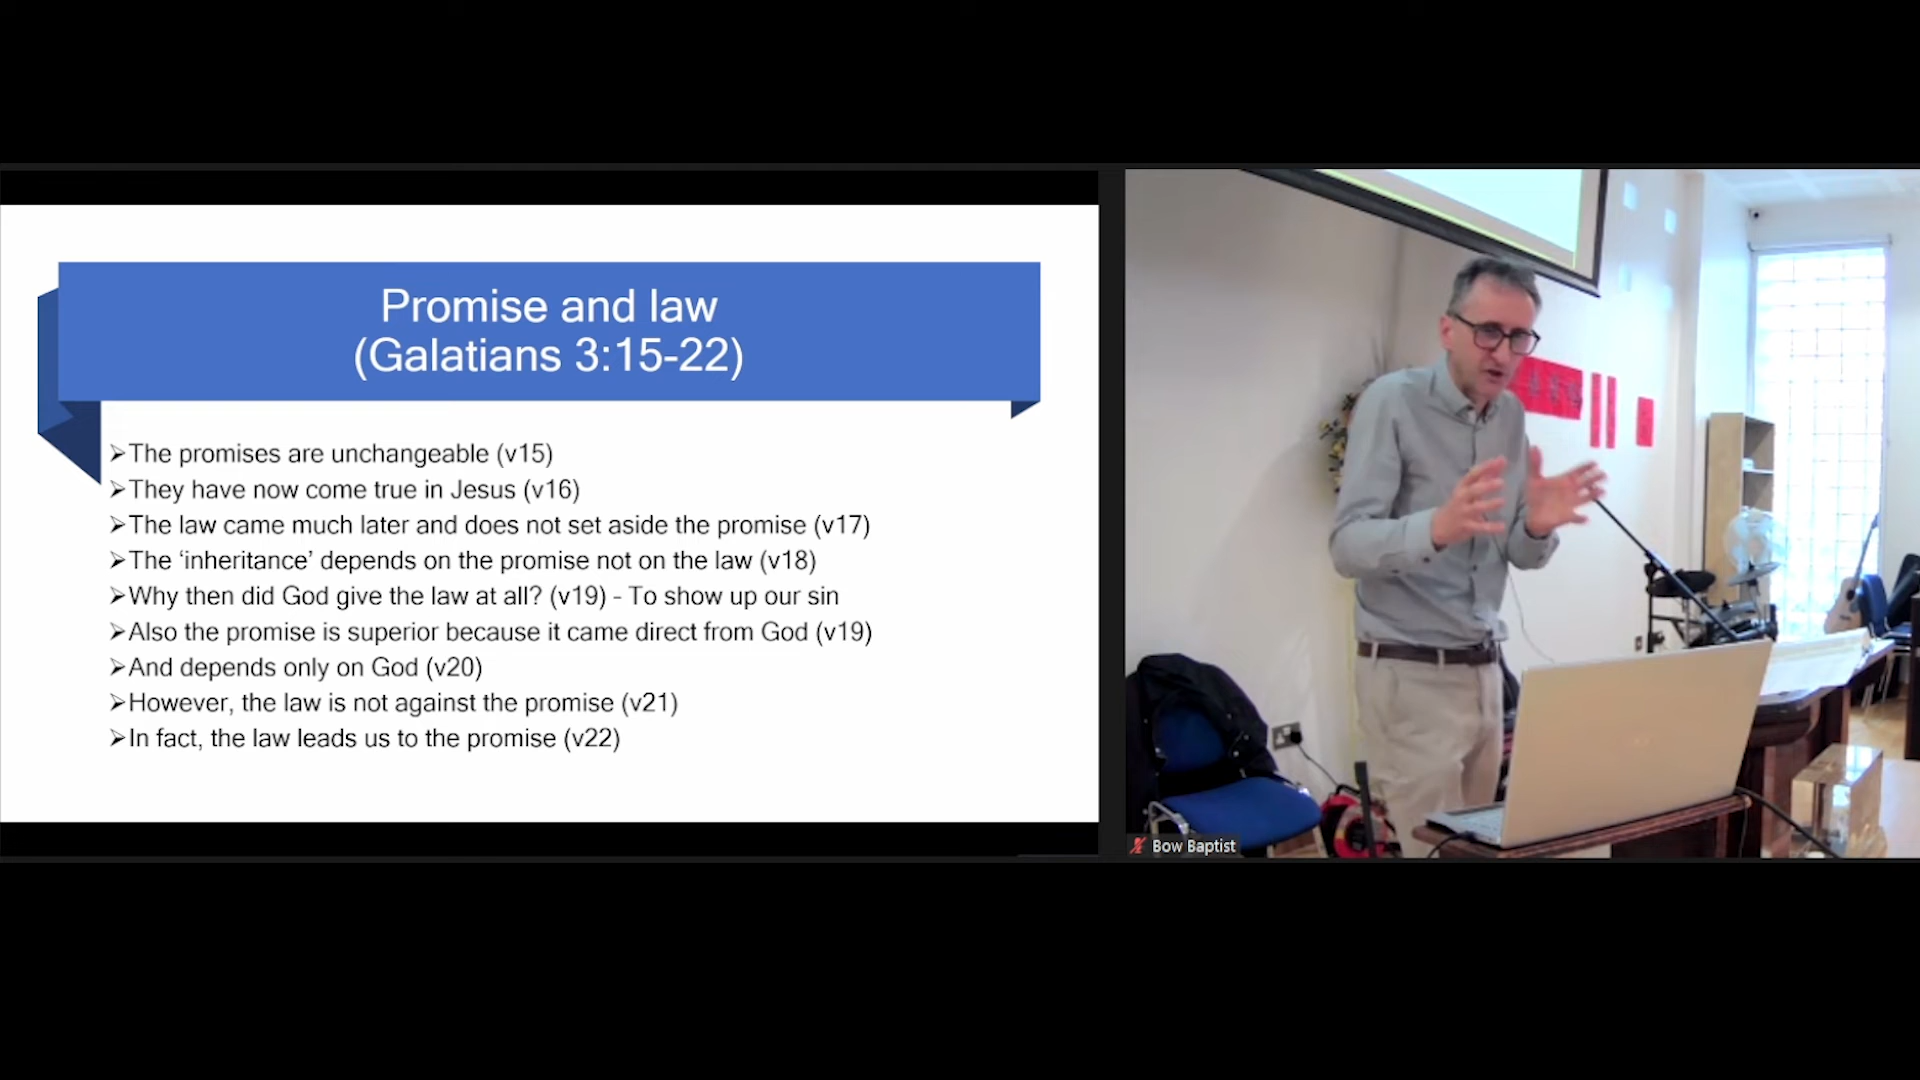 Promise and law
(Galatians 3:15-22)
➢The promises are unchangeable (v15)
➢They have now come true in Jesus (v16)
➢The law came much later and does not set aside the promise (v17)
➢The ‘inheritance’ depends on the promise not on the law (v18)
➢Why then did God give the law at all? (v19) - To show up our sin
➢Also the promise is superior because it came direct from God (v19)
➢And depends only on God (v20)
➢However, the law is not against the promise (v21)
➢In fact, the law leads us to the promise (v22)
Bow Baptist